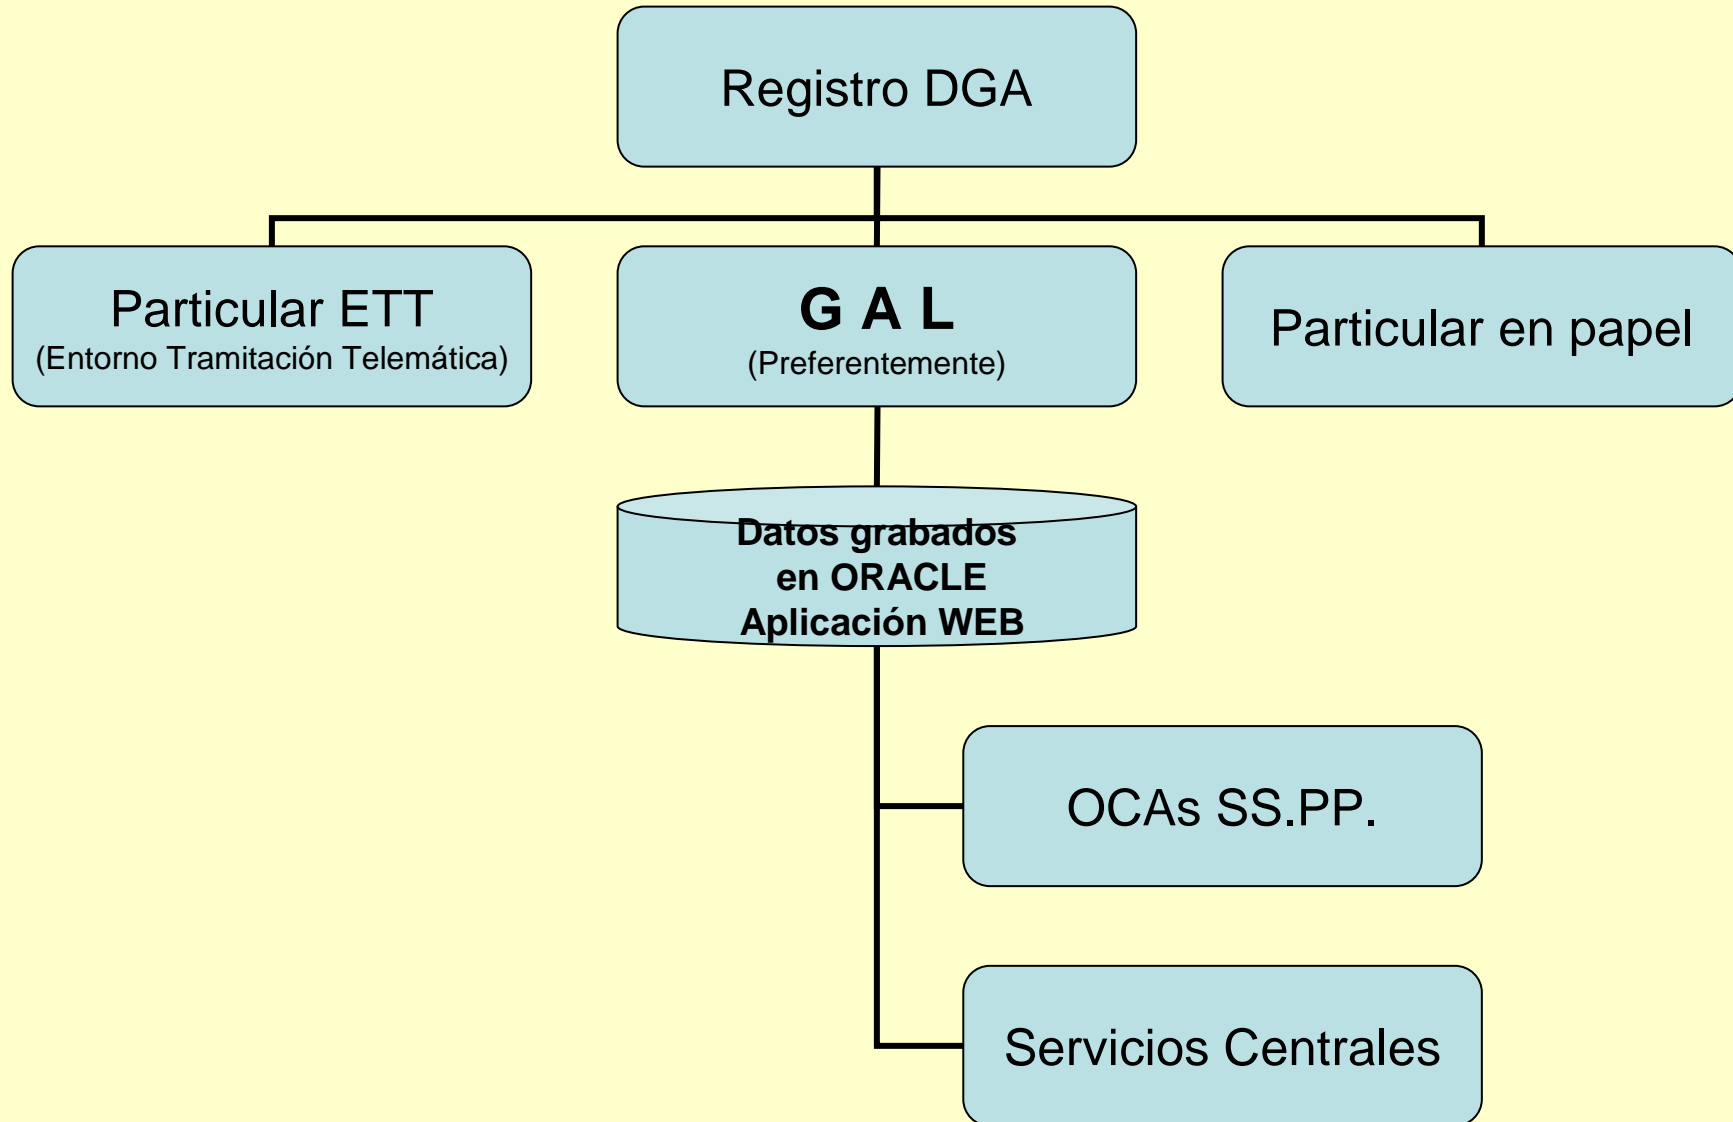 Registro DGA
Particular ETT
(Entorno Tramitación Telemática)
G A L
(Preferentemente)
Particular en papel
Datos grabados
en ORACLE
Aplicación WEB
OCAs SS.PP.
Servicios Centrales